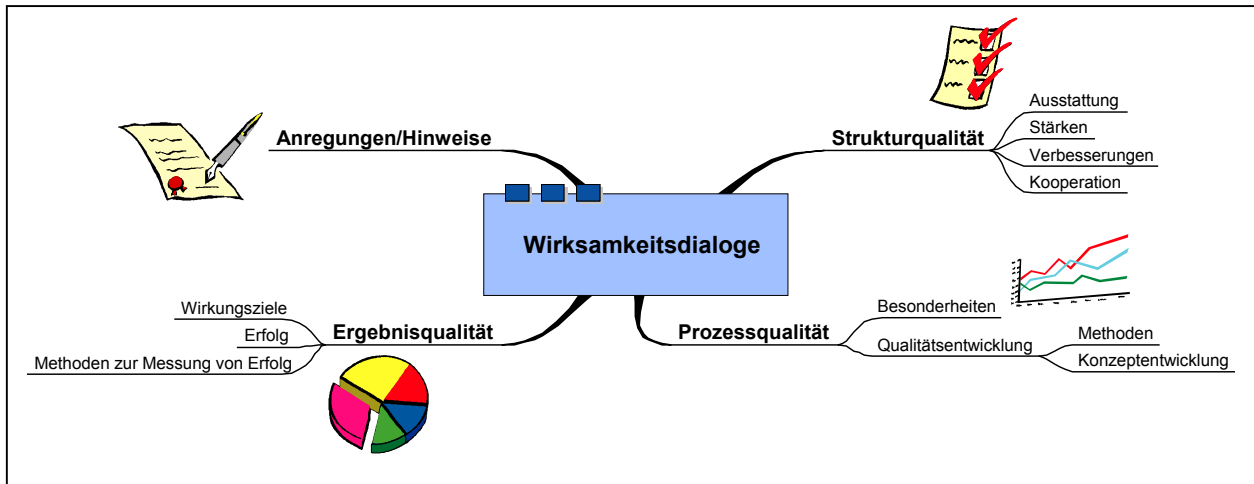 Anregungen/Hinweise
Strukturqualität
Ausstattung
Stärken
Verbesserungen
Kooperation
Wirksamkeitsdialoge
Wirkungsziele
Erfolg
Methoden zur Messung von Erfolg
Ergebnisqualität
Prozessqualität
Besonderheiten
Qualitätsentwicklung
Methoden
Konzeptentwicklung